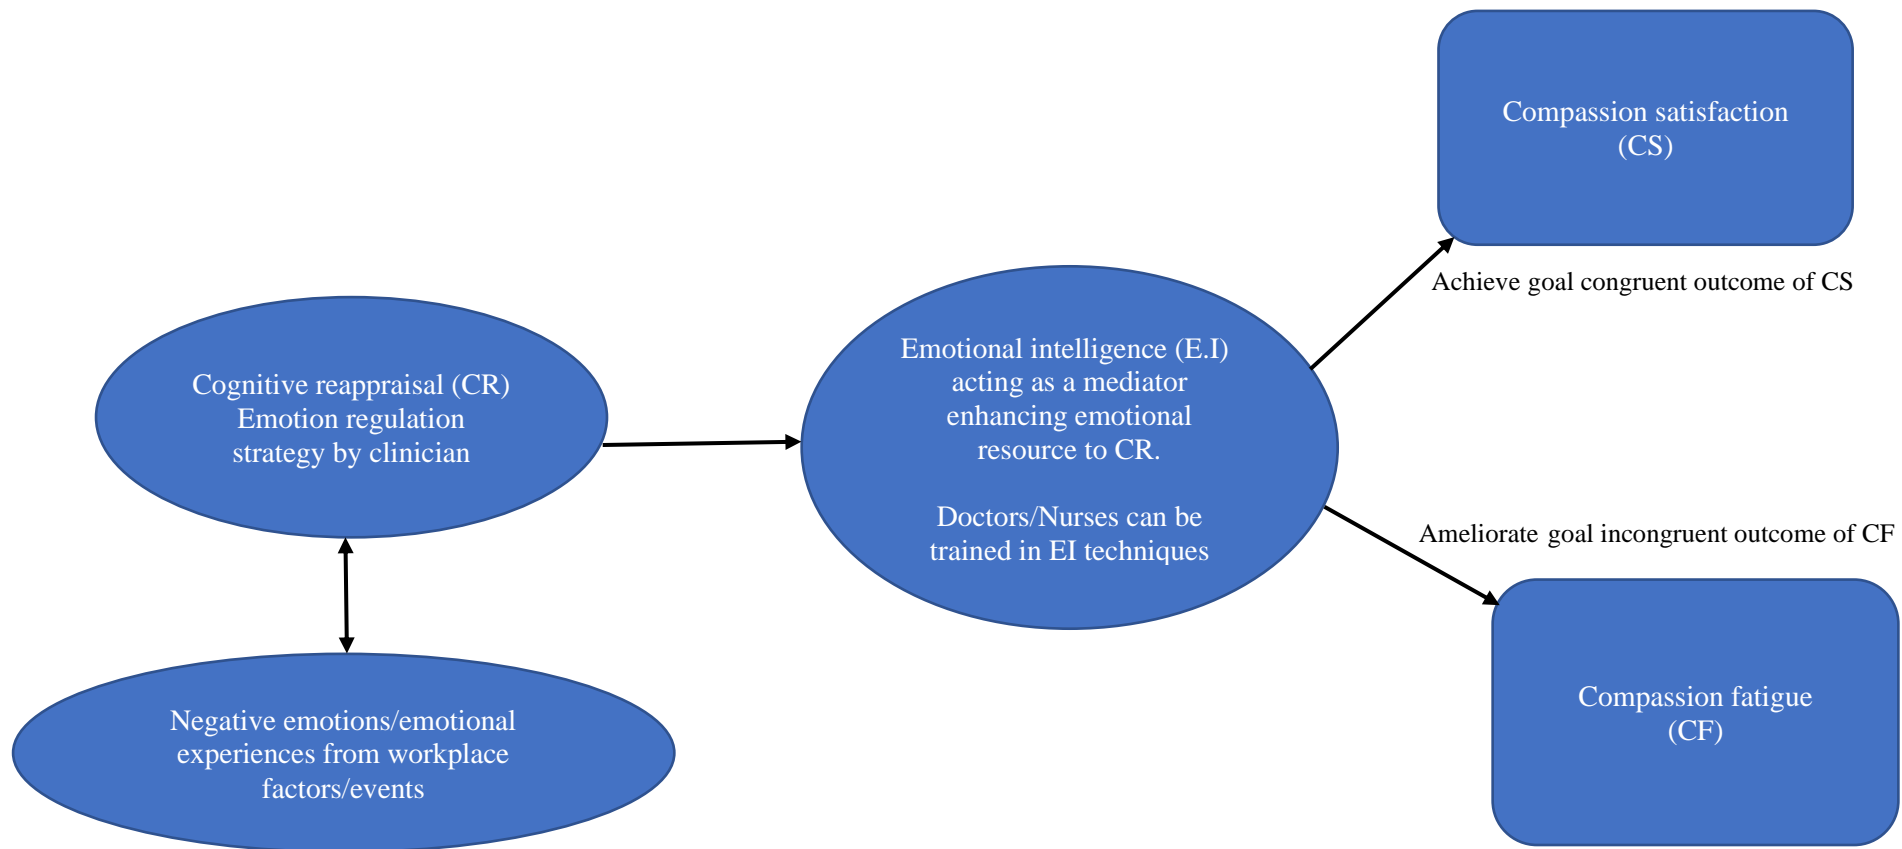 Compassion satisfaction
(CS)
Achieve goal congruent outcome of CS
Cognitive reappraisal (CR)
Emotion regulation
strategy by clinician
Emotional intelligence (E.I)
acting as a mediator
enhancing emotional
resource to CR.
Doctors/Nurses can be
trained in EI techniques
Ameliorate goal incongruent outcome of CF
Negative emotions/emotional
experiences from workplace
factors/events
Compassion fatigue
(CF)